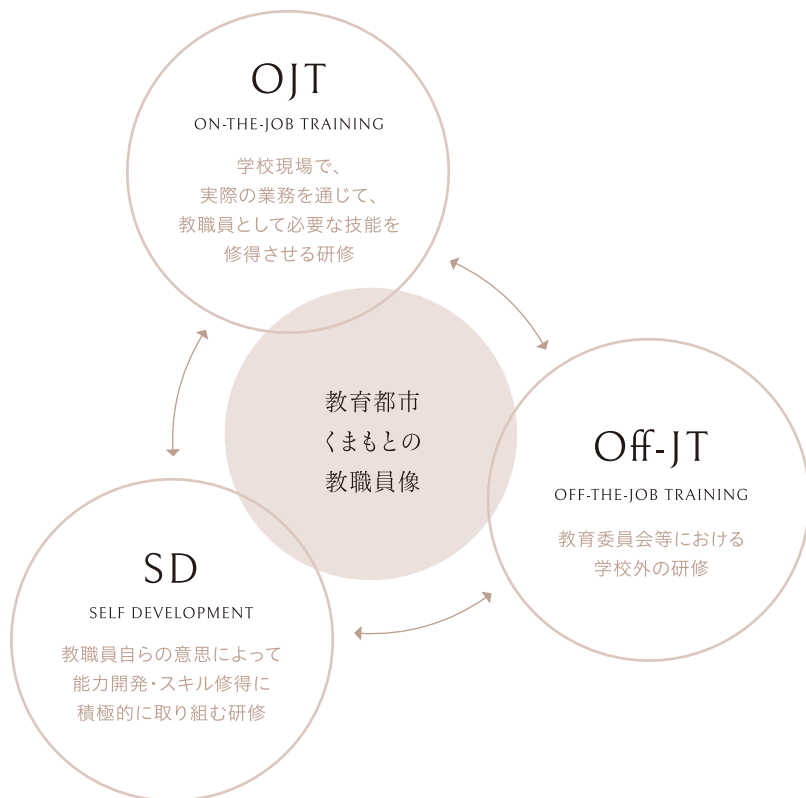 OJT
ON-THE-JOB TRAINING
学校現場で、
実際の業務を通じて、
教職員として必要な技能を
修得させる研修
教育都市
くまもとの
教職員像
Off-JT
OFF-THE-JOB TRAINING
教育委員会等における
学校外の研修
SD
SELF DEVELOPMENT
教職員自らの意思によって
能力開発・スキル修得に
積極的に取り組む研修